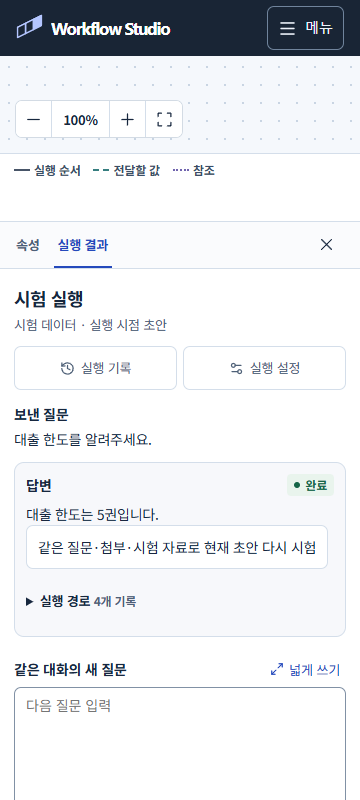 Workflow Studio
메뉴
100%
실행 순서 전달할 값 참조
속성 실행 결과
시험 실행
시험 데이터 · 실행 시점 초안
실행 기록 실행 설정
보낸 질문
대출 한도를 알려주세요.
답변 완료
대출 한도는 5권입니다.
같은 질문·첨부·시험 자료로 현재 초안 다시 시험
실행 경로 4개 기록
같은 대화의 새 질문 넓게 쓰기
다음 질문 입력